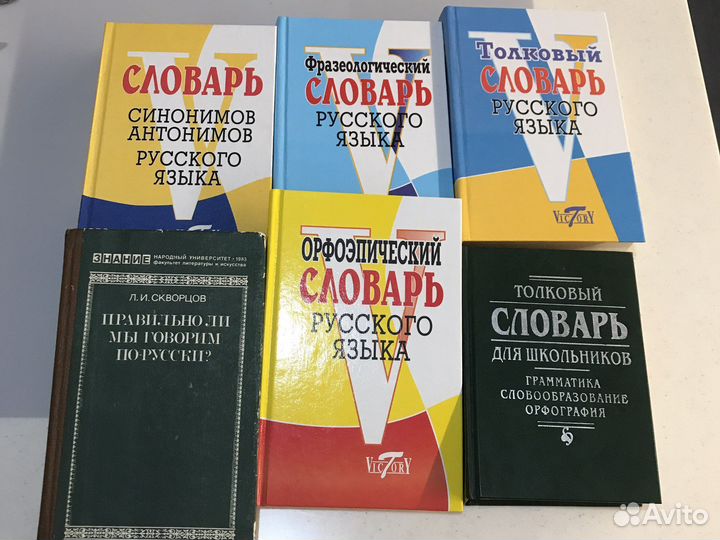 СЛОВАРЬ
СИНОНИМОВ
АНТОНИМОВ
РУССКОГО
ЯЗЫКА
Фразеологический
СЛОВАРЬ
РУССКОГО
ЯЗЫКА
Толковый
СЛОВАРЬ
РУССКОГО
ЯЗЫКА
VICTORY
ЗНАНИЕ
НАРОДНЫЙ УНИВЕРСИТЕТ • 1983
факультет литературы и искусства
Л. И. СКВОРЦОВ
ПРАВИЛЬНО ЛИ
МЫ ГОВОРИМ
ПО-РУССКИ?
ОРФОЭПИЧЕСКИЙ
СЛОВАРЬ
РУССКОГО
ЯЗЫКА
VICTORY
ТОЛКОВЫЙ
СЛОВАРЬ
ДЛЯ ШКОЛЬНИКОВ
ГРАММАТИКА
СЛОВООБРАЗОВАНИЕ
ОРФОГРАФИЯ
Avito